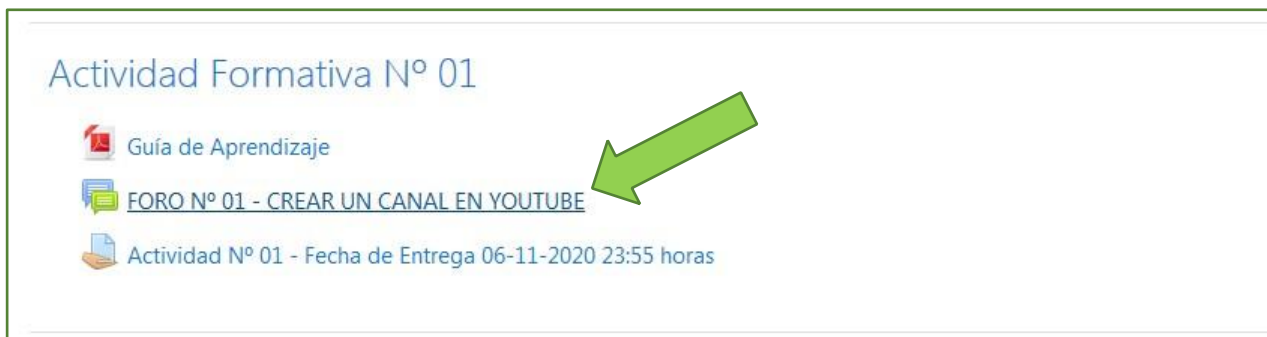 Actividad Formativa Nº 01
Guía de Aprendizaje
FORO Nº 01 - CREAR UN CANAL EN YOUTUBE
Actividad Nº 01 - Fecha de Entrega 06-11-2020 23:55 horas